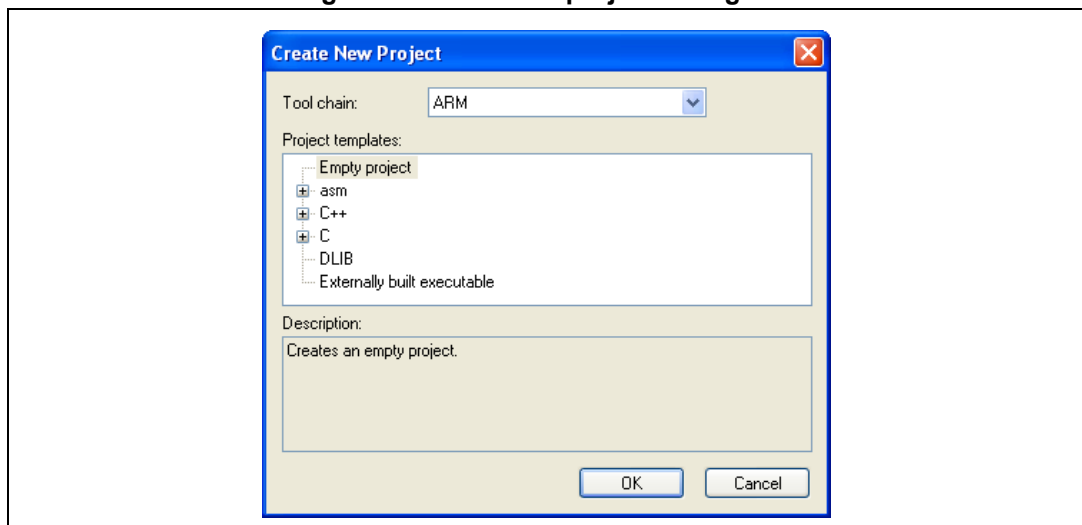 Create New Project
Tool chain: ARM
Project templates:
Empty project
asm
C++
C
DLIB
Externally built executable
Description:
Creates an empty project.
OK Cancel